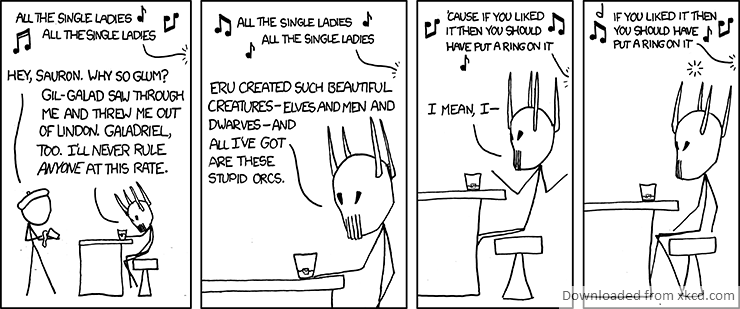 ALL THE SINGLE LADIES
ALL THE SINGLE LADIES
HEY, SAURON. WHY SO GLUM?
GIL-GALAD SAW THROUGH
ME AND THREW ME OUT
OF LINDON. GALADRIEL,
TOO. I'LL NEVER RULE
ANYONE AT THIS RATE.
ALL THE SINGLE LADIES
ALL THE SINGLE LADIES
ERU CREATED SUCH BEAUTIFUL
CREATURES—ELVES AND MEN AND
DWARVES—AND
ALL I'VE GOT
ARE THESE
STUPID ORCS.
'CAUSE IF YOU LIKED
IT THEN YOU SHOULD
HAVE PUT A RING ON IT
I MEAN, I—
IF YOU LIKED IT THEN
YOU SHOULD HAVE
PUT A RING ON IT
Downloaded from xkcd.com